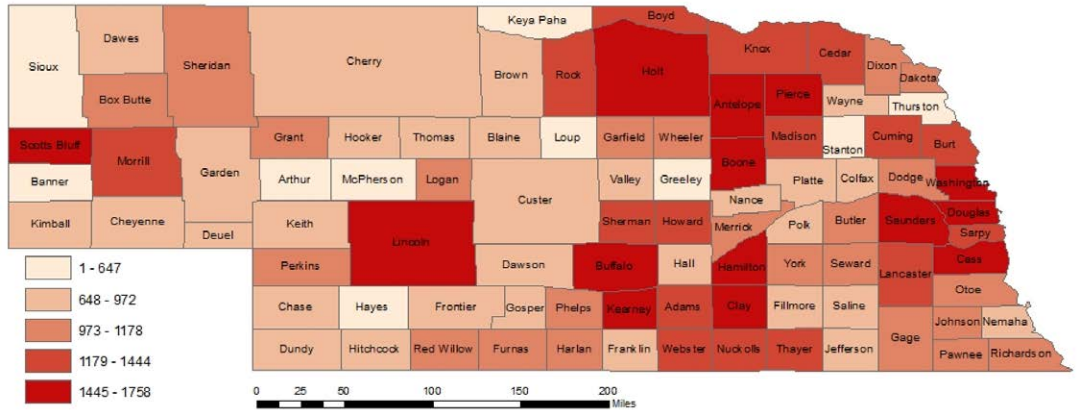 Keya Paha Boyd
Dawes
Sioux Sheridan Cherry Brown Rock Holt Knox Cedar Dixon Dakota
Box Butte Antelope Pierce Wayne Thurston
Scotts Bluff Morrill Garden Grant Hooker Thomas Blaine Loup Garfield Wheeler Boone Madison Stanton Cuming Burt
Banner Arthur McPherson Logan Custer Valley Greeley Nance Platte Colfax Dodge Washington
Kimball Cheyenne Deuel Keith Lincoln Sherman Howard Merrick Polk Butler Saunders Douglas
Sarpy
Perkins Dawson Buffalo Hall Hamilton York Seward Lancaster Cass
Otoe
Chase Hayes Frontier Gosper Phelps Kearney Adams Clay Fillmore Saline
Johnson Nemaha
Dundy Hitchcock Red Willow Furnas Harlan Franklin Webster Nuckolls Thayer Jefferson Gage Pawnee Richardson
1 - 647
648 - 972
973 - 1178
1179 - 1444
1445 - 1758
0 25 50 100 150 200
Miles